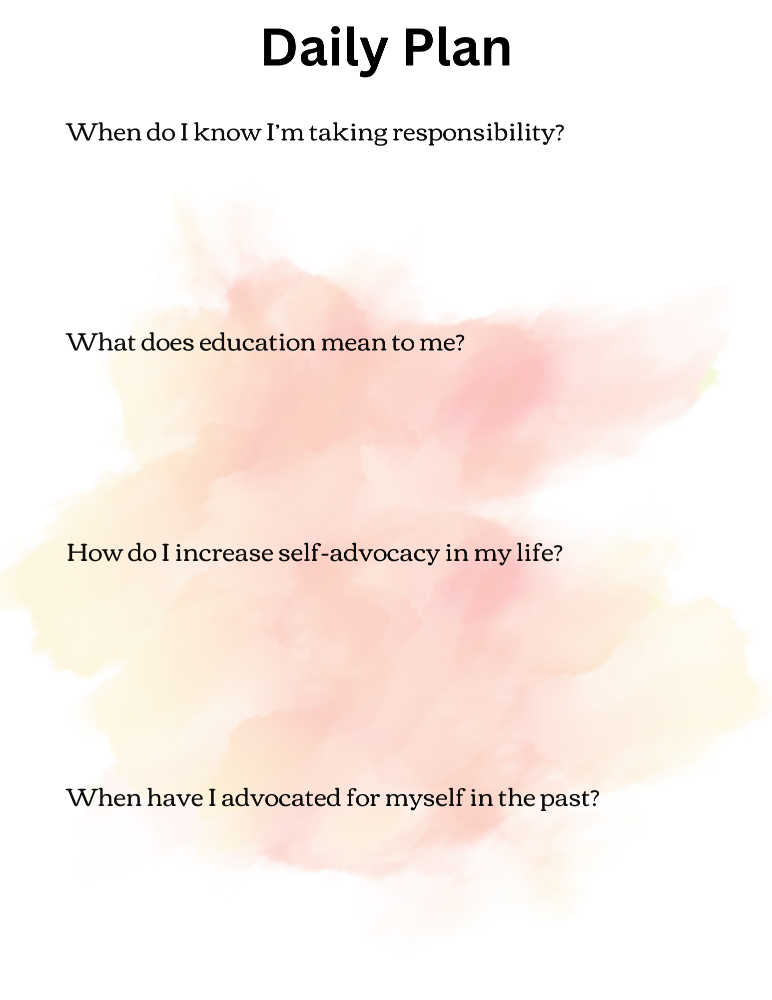 Daily Plan
When do I know I’m taking responsibility?
What does education mean to me?
How do I increase self-advocacy in my life?
When have I advocated for myself in the past?